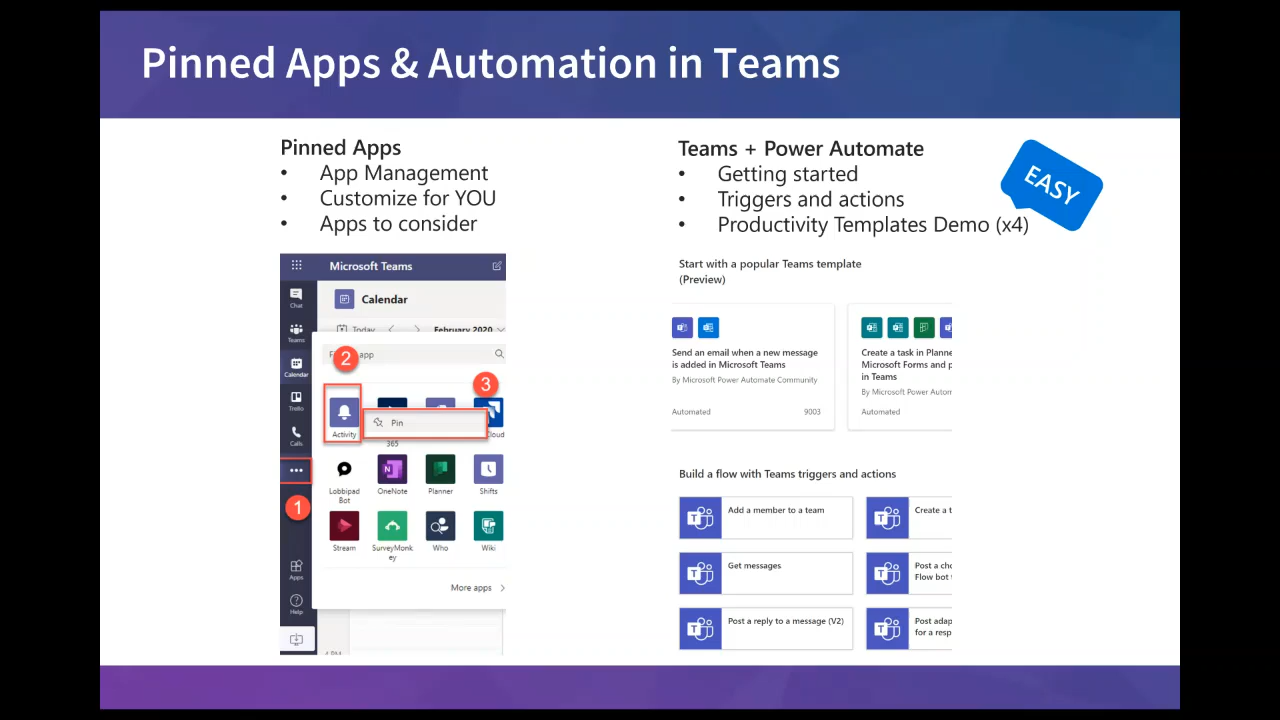 Pinned Apps & Automation in Teams
Pinned Apps
• App Management
• Customize for YOU
• Apps to consider
Teams + Power Automate
• Getting started
• Triggers and actions
• Productivity Templates Demo (x4)
EASY
Microsoft Teams
Chat
Teams
Calendar
Trello
Calls
•••
1
Apps
Help
Calendar
Today
February 2020
2
app
3
Activity
Pin
365
Cloud
Lobbipad
Bot
OneNote
Planner
Shifts
Stream
SurveyMonk
ey
Who
Wiki
More apps
4 PM
Start with a popular Teams template
(Preview)
Send an email when a new message
is added in Microsoft Teams
By Microsoft Power Automate Community
Automated 9003
Create a task in Planne
Microsoft Forms and p
in Teams
By Microsoft Power Autom
Automated
Build a flow with Teams triggers and actions
Add a member to a team
Create a t
Get messages
Post a cho
Flow bot
Post a reply to a message (V2)
Post adap
for a resp